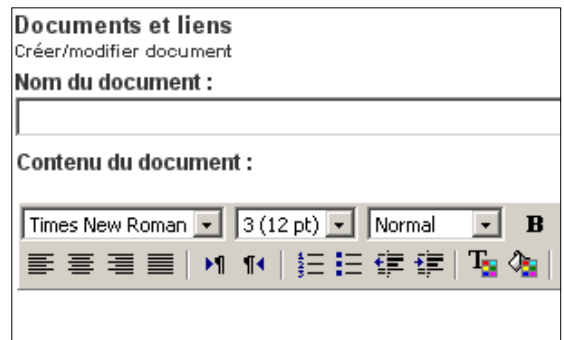 Documents et liens
Créer/modifier document
Nom du document :
Contenu du document :
Times New Roman 3 (12 pt) Normal B